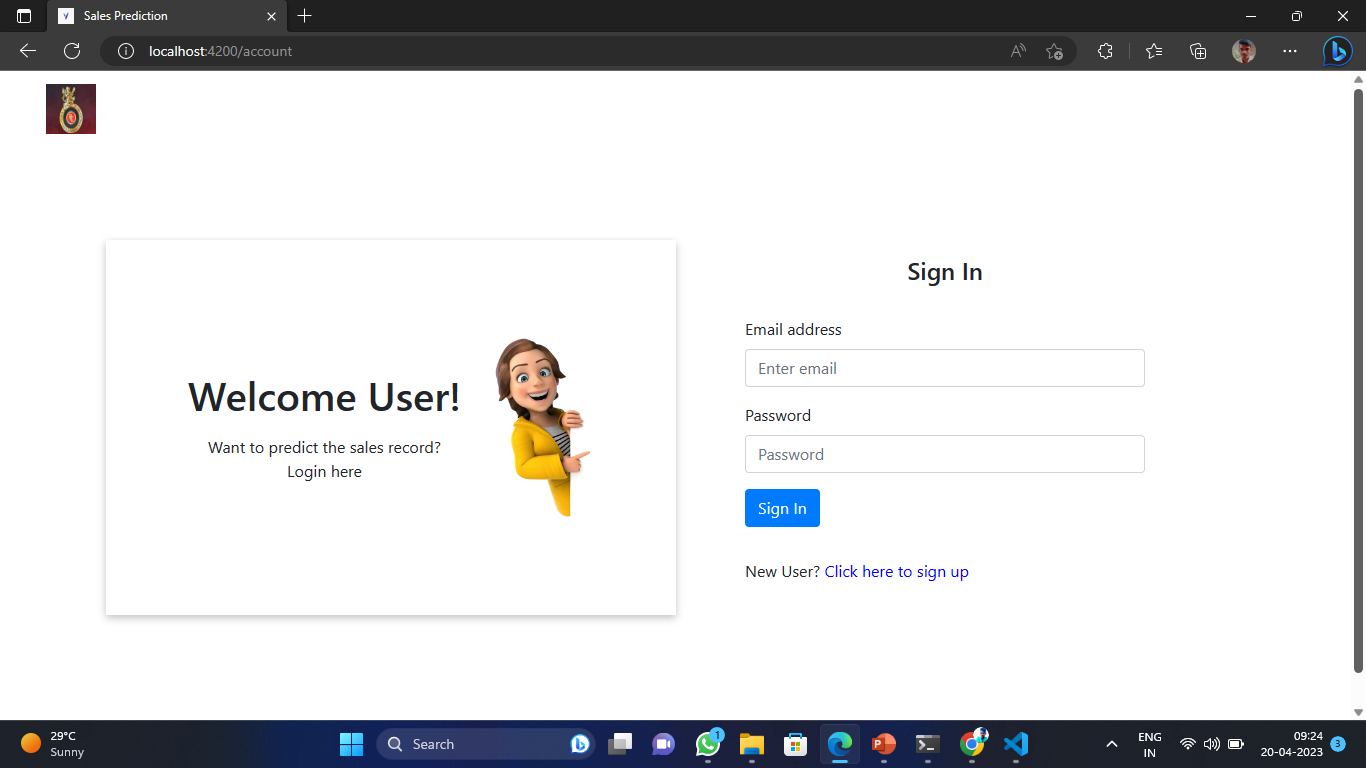 Sales Prediction
localhost:4200/account
Sign In
Email address
Enter email
Welcome User!
Password
Want to predict the sales record?
Login here
Password
Sign In
New User? Click here to sign up
29°C
Sunny
Search
1
ENG
IN
09:24
20-04-2023
3